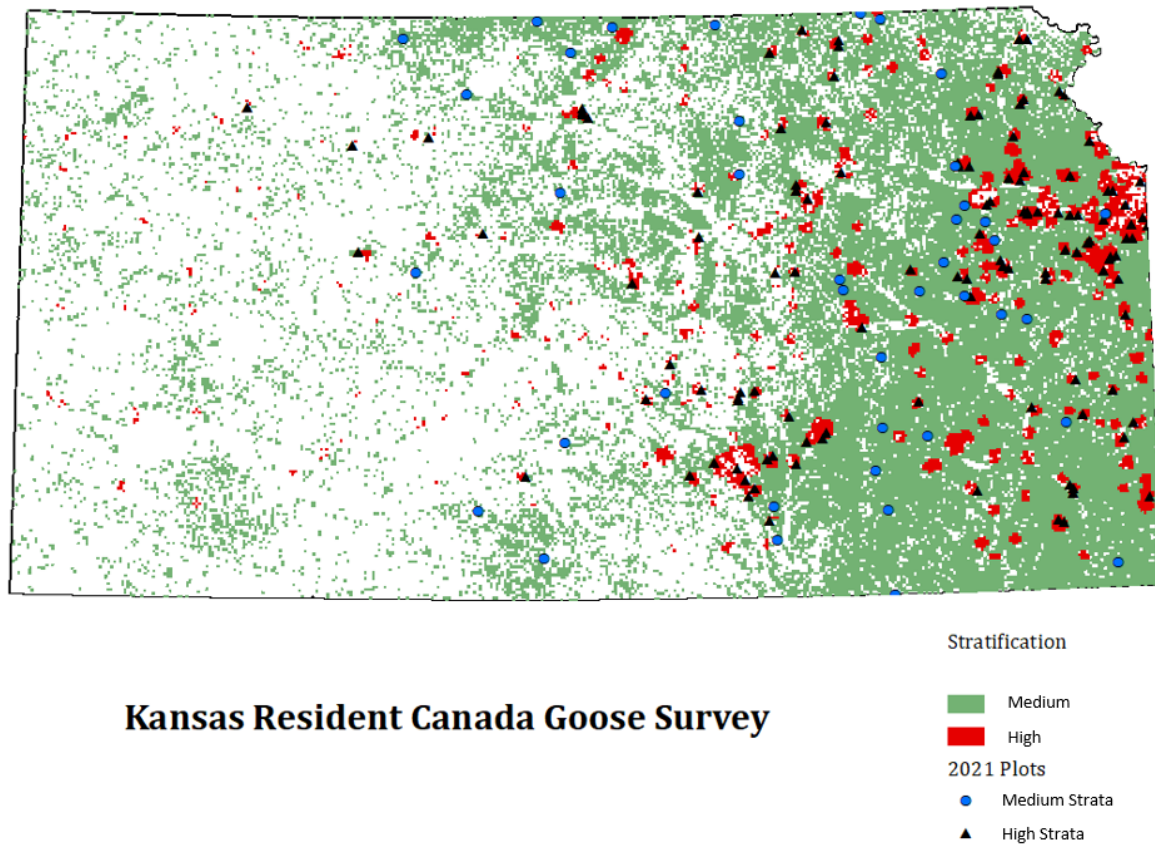 Stratification
Kansas Resident Canada Goose Survey
Medium
High
2021 Plots
Medium Strata
High Strata